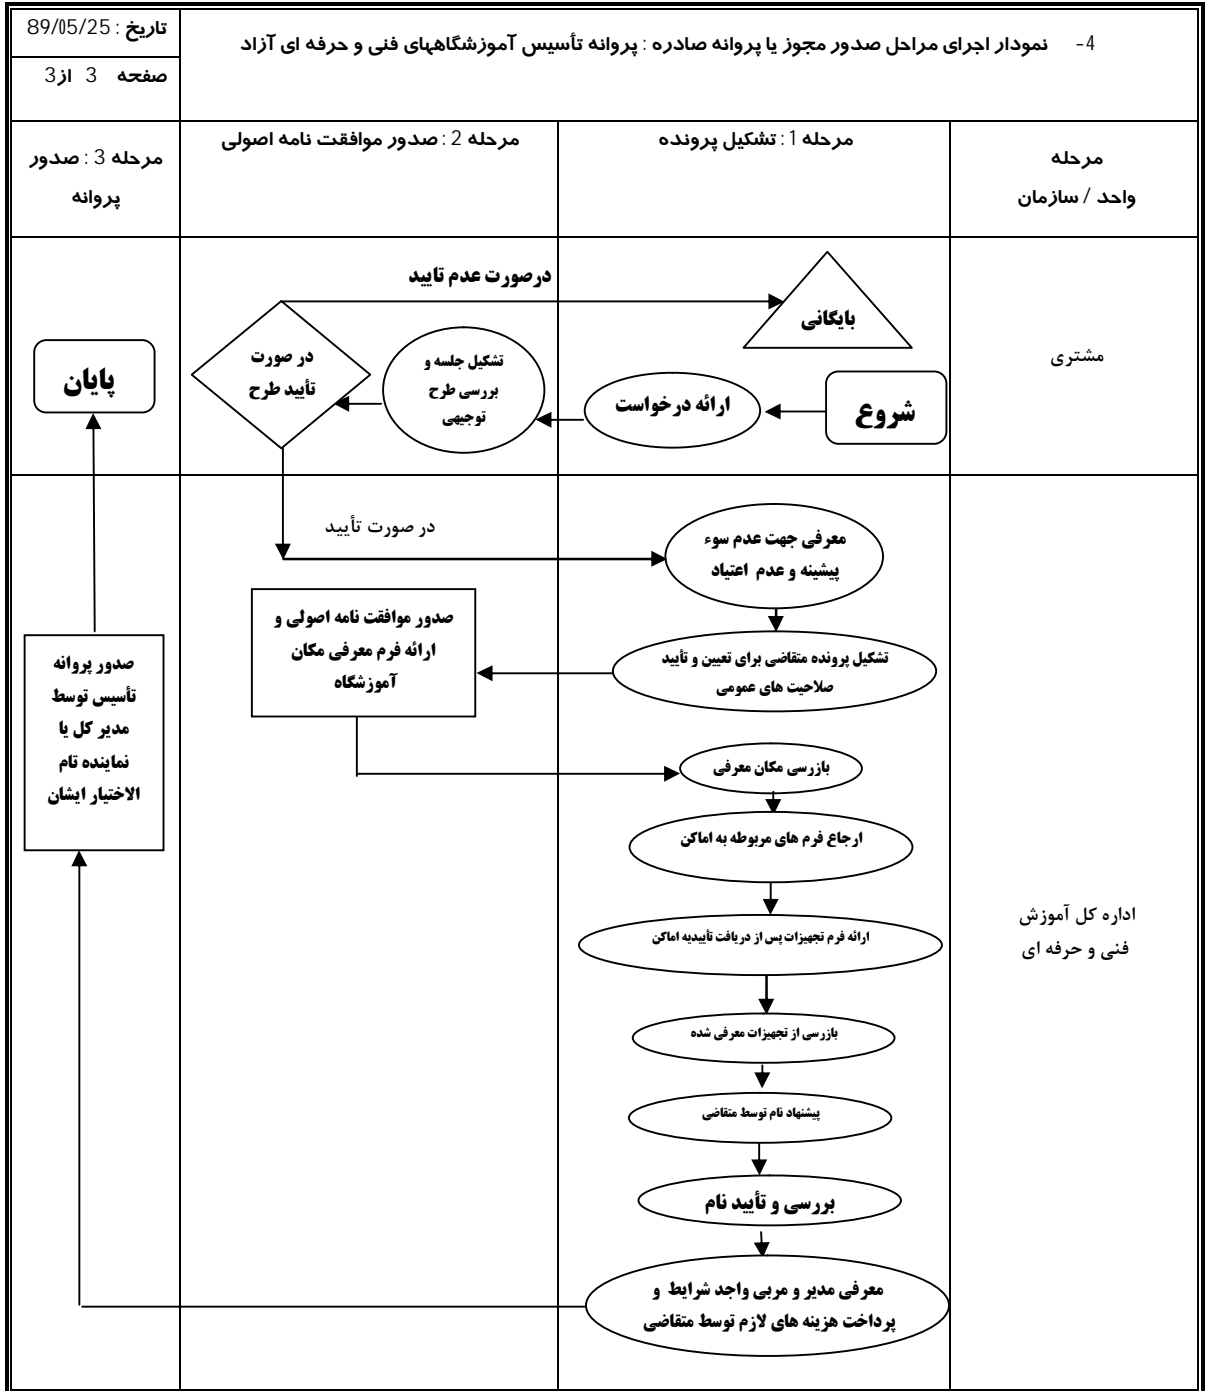 4- نمودار اجرای مراحل صدور مجوز یا پروانه صادره : پروانه تأسیس آموزشگاههای فنی و حرفه ای آزاد
تاریخ : 89/05/25
صفحه 3 از3
مرحله
واحد / سازمان
مرحله 1 : تشکیل پرونده
مرحله 2 : صدور موافقت نامه اصولی
مرحله 3 : صدور
پروانه
مشتری
درصورت عدم تایید
بایگانی
شروع
ارائه درخواست
تشکیل جلسه و
بررسی طرح
توجیهی
در صورت
تأیید طرح
پایان
اداره کل آموزش
فنی و حرفه ای
در صورت تأیید
معرفی جهت عدم سوء
پیشینه و عدم اعتیاد
تشکیل پرونده متقاضی برای تعیین و تأیید
صلاحیت های عمومی
صدور موافقت نامه اصولی و
ارائه فرم معرفی مکان
آموزشگاه
بازرسی مکان معرفی
ارجاع فرم های مربوطه به اماکن
ارائه فرم تجهیزات پس از دریافت تأییدیه اماکن
بازرسی از تجهیزات معرفی شده
پیشنهاد نام توسط متقاضی
بررسی و تأیید نام
معرفی مدیر و مربی واجد شرایط و
پرداخت هزینه های لازم توسط متقاضی
صدور پروانه
تأسیس توسط
مدیر کل یا
نماینده تام
الاختیار ایشان